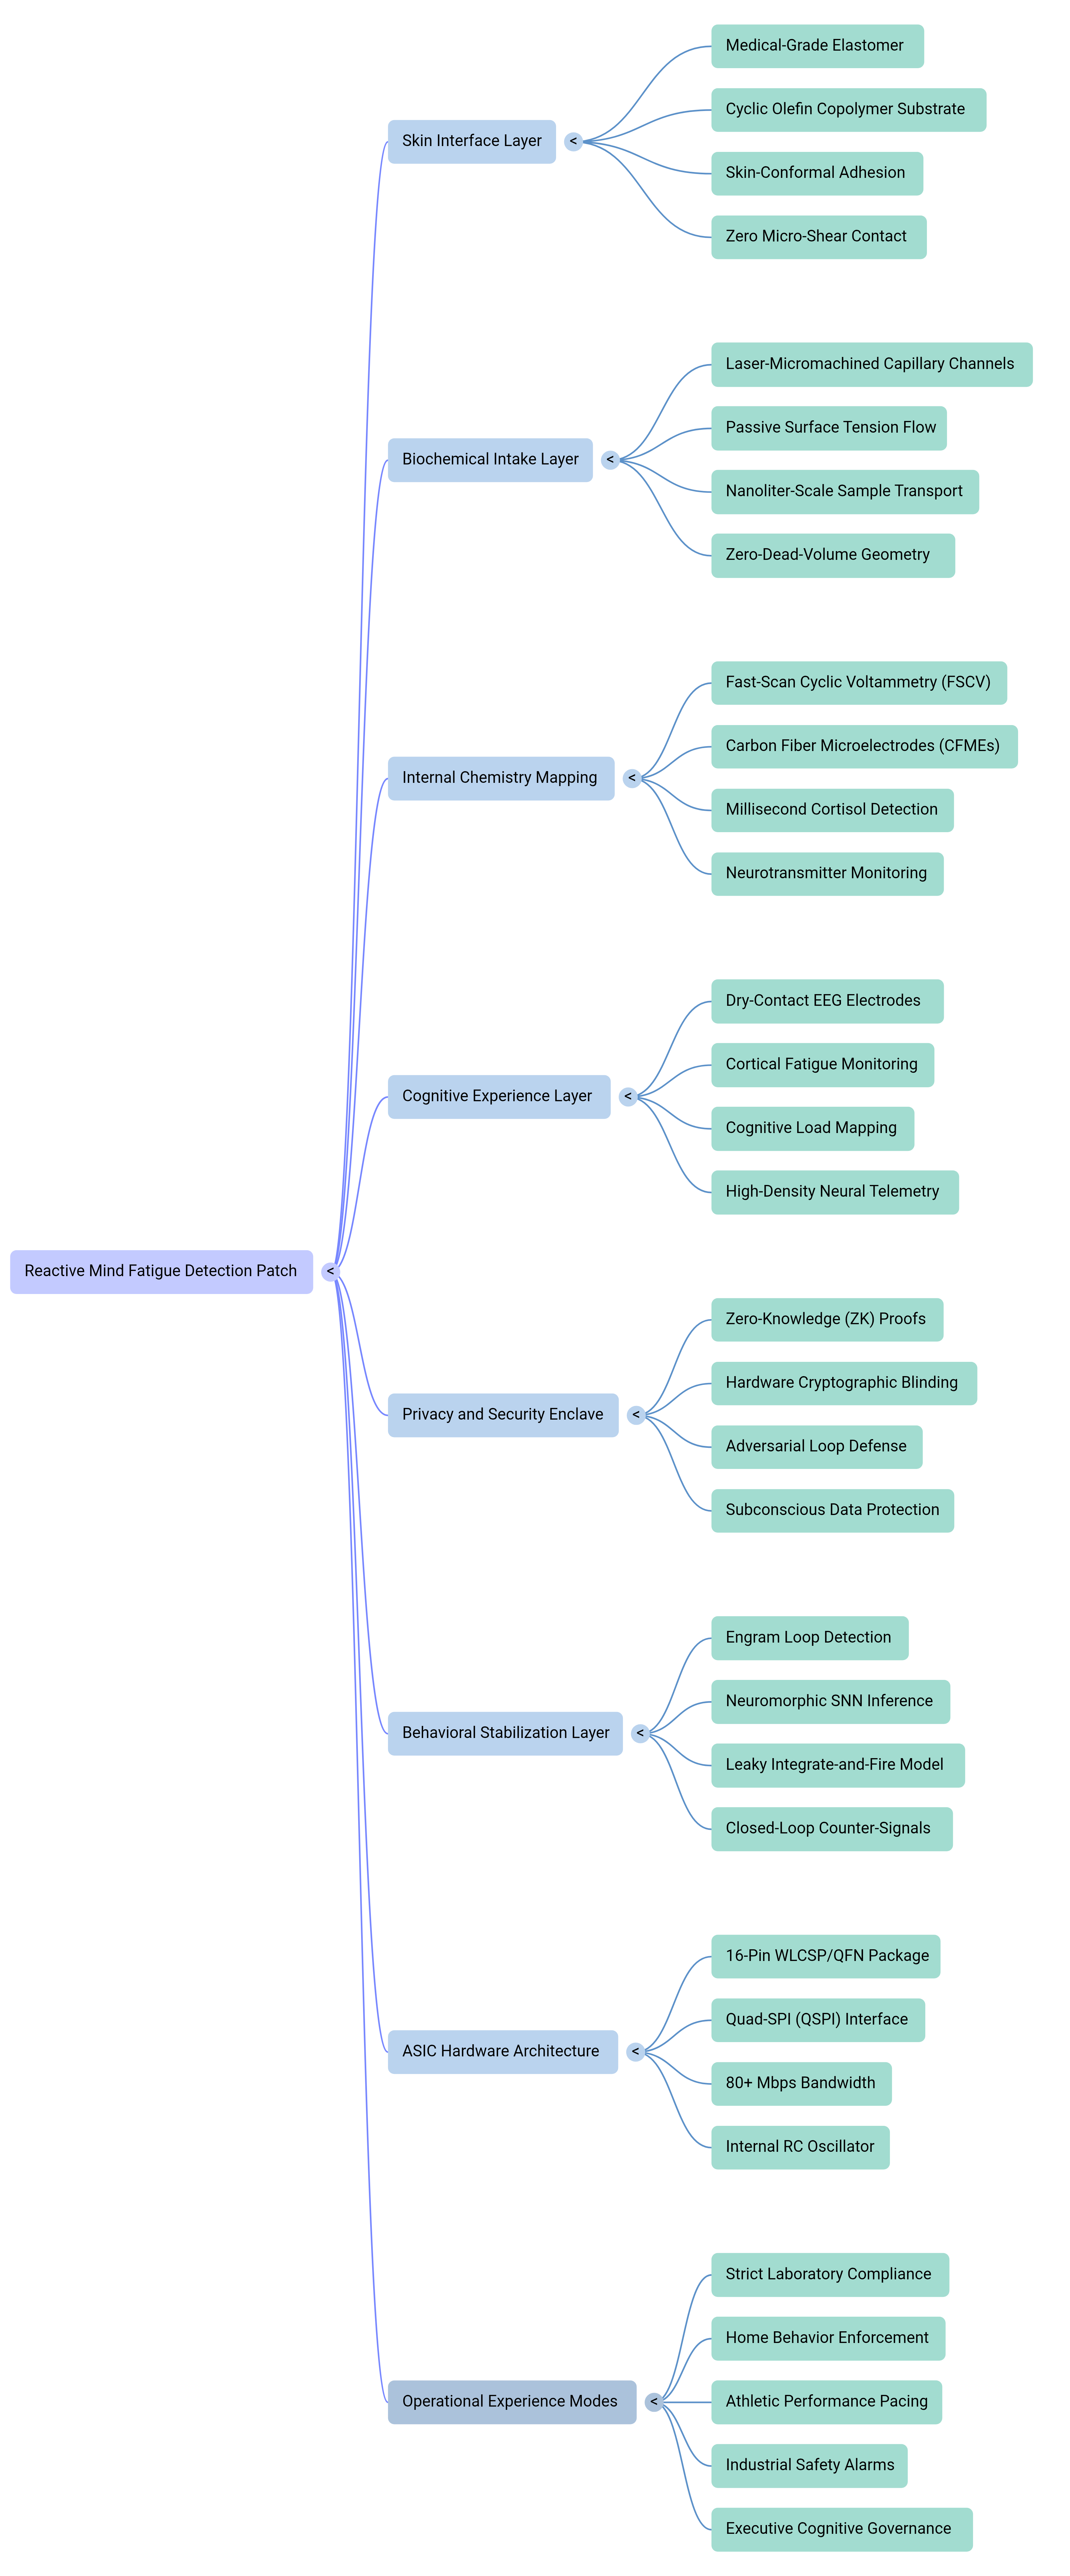 Reactive Mind Fatigue Detection Patch
<
Skin Interface Layer
<
Medical-Grade Elastomer
Cyclic Olefin Copolymer Substrate
Skin-Conformal Adhesion
Zero Micro-Shear Contact
Biochemical Intake Layer
<
Laser-Micromachined Capillary Channels
Passive Surface Tension Flow
Nanoliter-Scale Sample Transport
Zero-Dead-Volume Geometry
Internal Chemistry Mapping
<
Fast-Scan Cyclic Voltammetry (FSCV)
Carbon Fiber Microelectrodes (CFMEs)
Millisecond Cortisol Detection
Neurotransmitter Monitoring
Cognitive Experience Layer
<
Dry-Contact EEG Electrodes
Cortical Fatigue Monitoring
Cognitive Load Mapping
High-Density Neural Telemetry
Privacy and Security Enclave
<
Zero-Knowledge (ZK) Proofs
Hardware Cryptographic Blinding
Adversarial Loop Defense
Subconscious Data Protection
Behavioral Stabilization Layer
<
Engram Loop Detection
Neuromorphic SNN Inference
Leaky Integrate-and-Fire Model
Closed-Loop Counter-Signals
ASIC Hardware Architecture
<
16-Pin WLCSP/QFN Package
Quad-SPI (QSPI) Interface
80+ Mbps Bandwidth
Internal RC Oscillator
Operational Experience Modes
<
Strict Laboratory Compliance
Home Behavior Enforcement
Athletic Performance Pacing
Industrial Safety Alarms
Executive Cognitive Governance